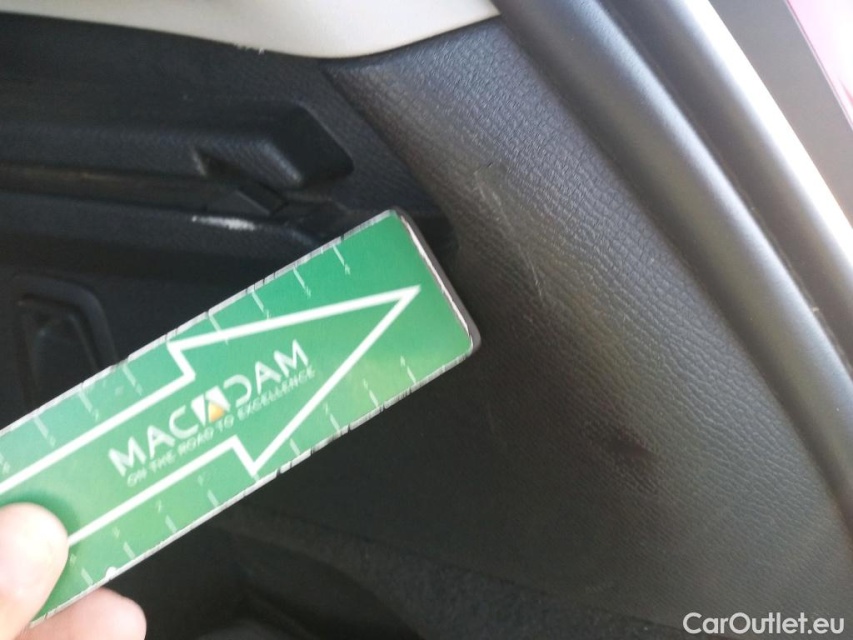 MACADAM
ON THE ROAD TO EXCELLENCE
CarOutlet.eu